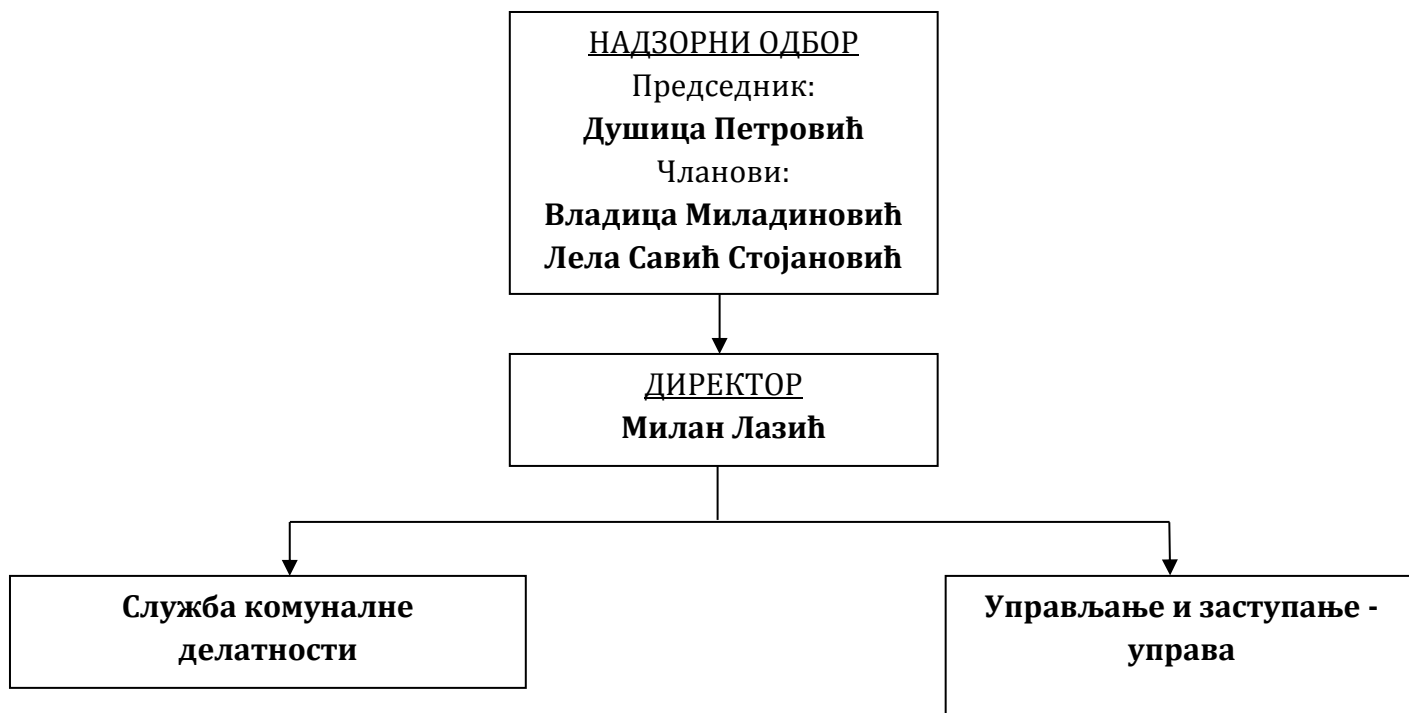 НАДЗОРНИ ОДБОР
Председник:
Душица Петровић
Чланови:
Владица Миладиновић
Лела Савић Стојановић
ДИРЕКТОР
Милан Лазић
Служба комуналне
делатности
Управљање и заступање -
управа